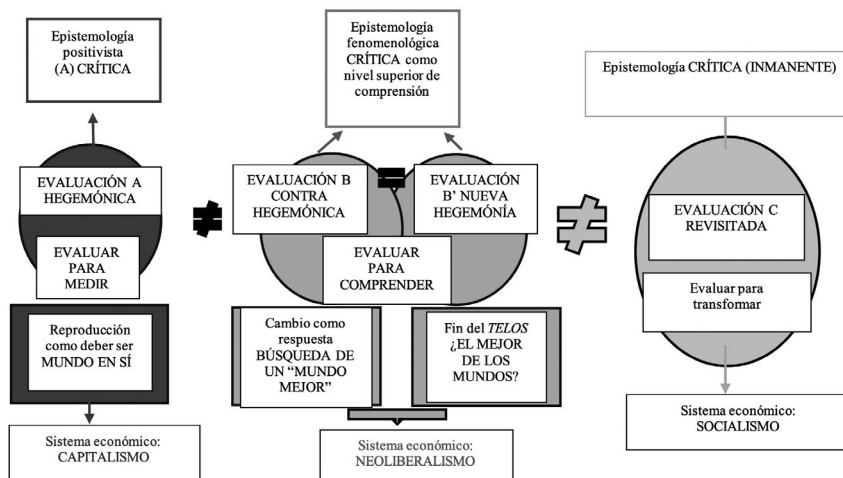 Epistemología
positivista
(A) CRÍTICA
EVALUACIÓN A
HEGEMÓNICA
EVALUAR
PARA
MEDIR
Reproducción
como deber ser
MUNDO EN SÍ
Sistema económico:
CAPITALISMO
≠
Epistemología
fenomenológica
CRÍTICA como
nivel superior de
comprensión
EVALUACIÓN B
CONTRA
HEGEMÓNICA
=
EVALUACIÓN
B’ NUEVA
HEGEMÓNÍA
EVALUAR
PARA
COMPRENDER
Cambio como
respuesta
BÚSQUEDA DE
UN “MUNDO
MEJOR”
Fin del TELOS
¿EL MEJOR
DE LOS
MUNDOS?
Sistema económico:
NEOLIBERALISMO
≠
Epistemología CRÍTICA (INMANENTE)
EVALUACIÓN C
REVISITADA
Evaluar para
transformar
Sistema económico:
SOCIALISMO